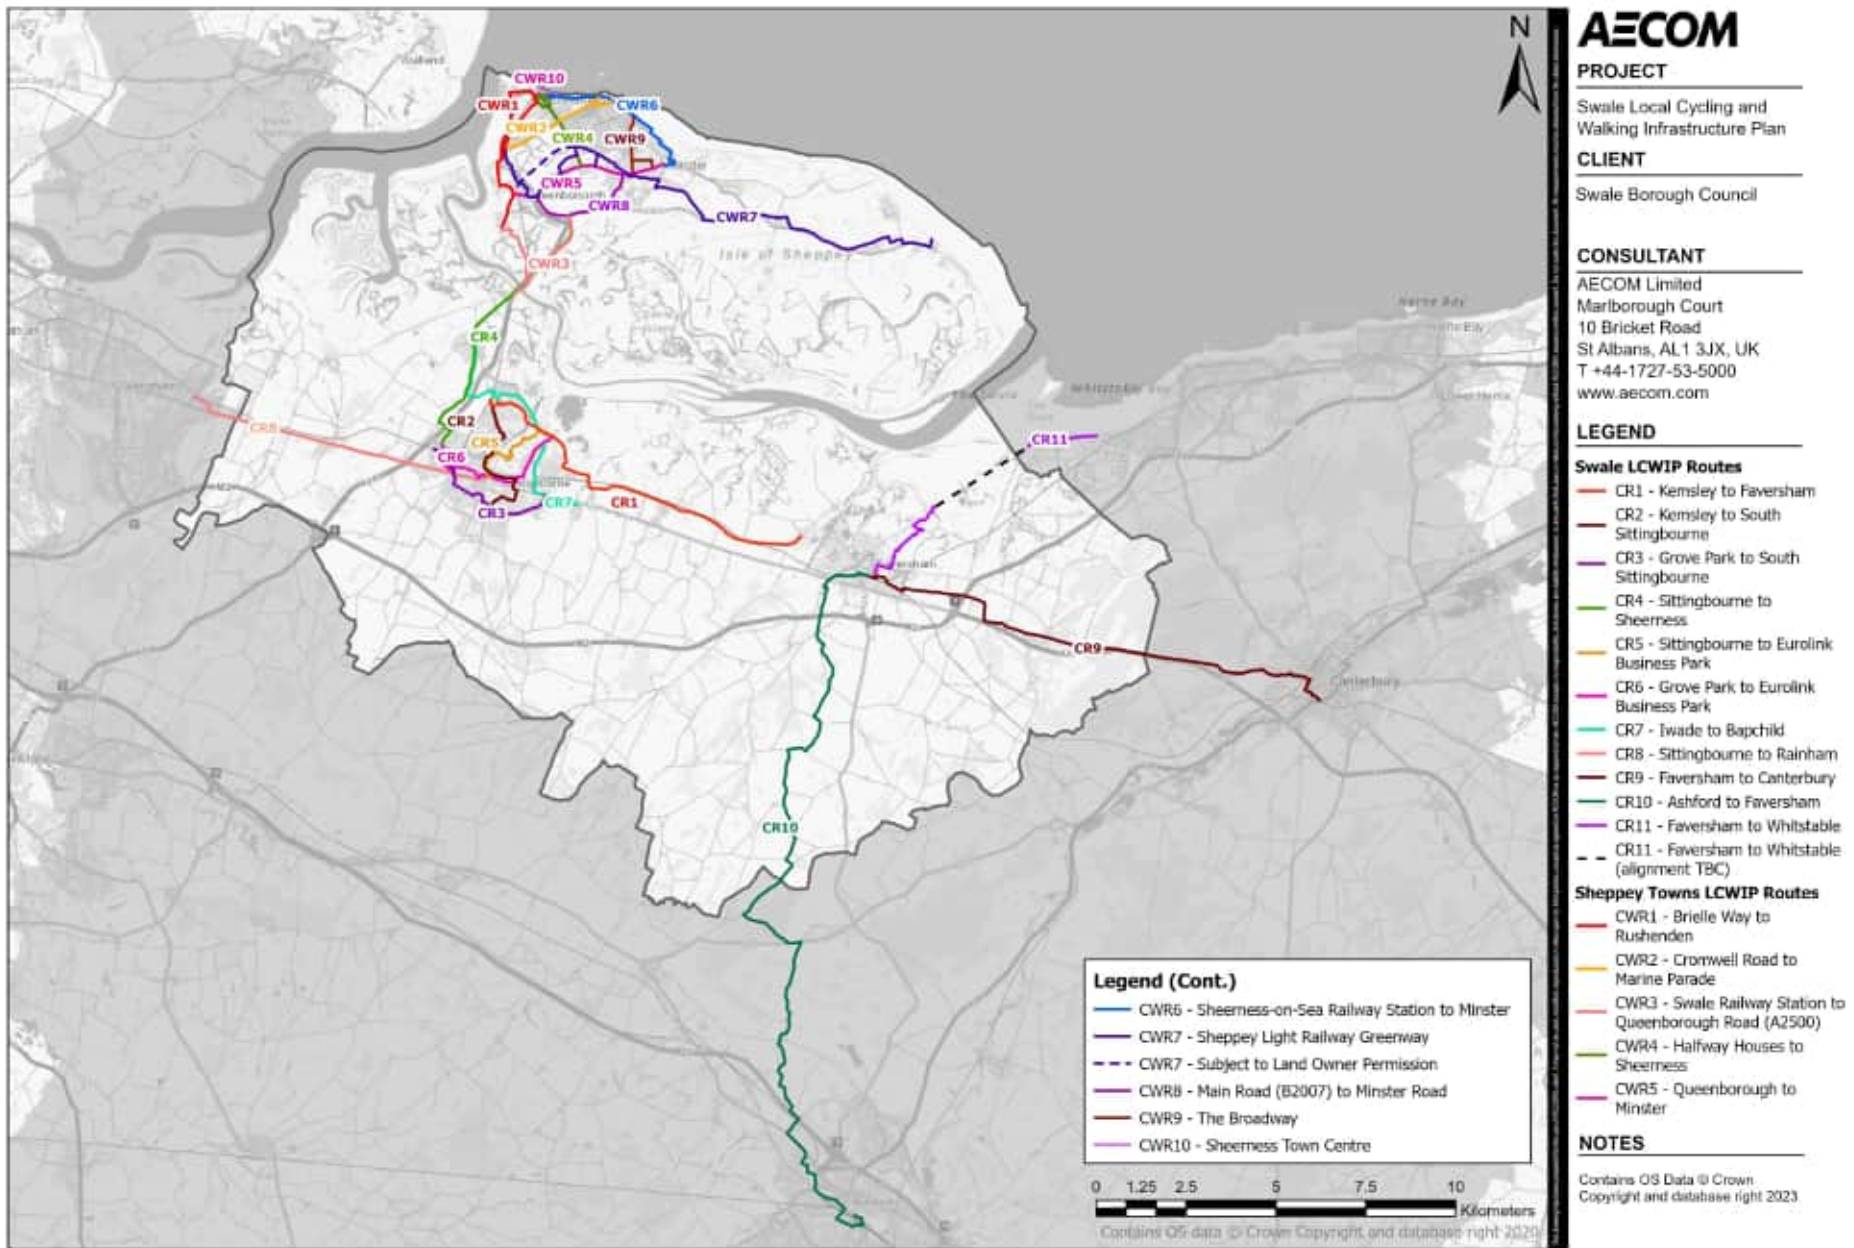 CWR10
CWR1
CWR6
CWR2
CWR4
CWR9
CWR5
CWR8
CWR7
Isle of Sheppey
CWR3
Herne Bay
CR4
CR8
CR2
CR5
CR6
CR11
CR3
CR7
CR1
CR9
Canterbury
CR10
N
AECOM
PROJECT
Swale Local Cycling and
Walking Infrastructure Plan
CLIENT
Swale Borough Council
CONSULTANT
AECOM Limited
Marlborough Court
10 Bricket Road
St Albans, AL1 3JX, UK
T +44-1727-53-5000
www.aecom.com
LEGEND
Swale LCWIP Routes
CR1 - Kemsley to Faversham
CR2 - Kemsley to South
Sittingbourne
CR3 - Grove Park to South
Sittingbourne
CR4 - Sittingbourne to
Sheerness
CR5 - Sittingbourne to Eurolink
Business Park
CR6 - Grove Park to Eurolink
Business Park
CR7 - Iwade to Bapchild
CR8 - Sittingbourne to Rainham
CR9 - Faversham to Canterbury
CR10 - Ashford to Faversham
CR11 - Faversham to Whitstable
CR11 - Faversham to Whitstable
(alignment TBC)
Sheppey Towns LCWIP Routes
CWR1 - Brielle Way to
Rushenden
CWR2 - Cromwell Road to
Marine Parade
CWR3 - Swale Railway Station to
Queenborough Road (A2500)
CWR4 - Halfway Houses to
Sheerness
CWR5 - Queenborough to
Minster
Legend (Cont.)
CWR6 - Sheerness-on-Sea Railway Station to Minster
CWR7 - Sheppey Light Railway Greenway
CWR7 - Subject to Land Owner Permission
CWR8 - Main Road (B2007) to Minster Road
CWR9 - The Broadway
CWR10 - Sheerness Town Centre
NOTES
Contains OS Data © Crown
Copyright and database right 2023
0 1.25 2.5 5 7.5 10
Kilometers
Contains OS data © Crown Copyright and database right 2020